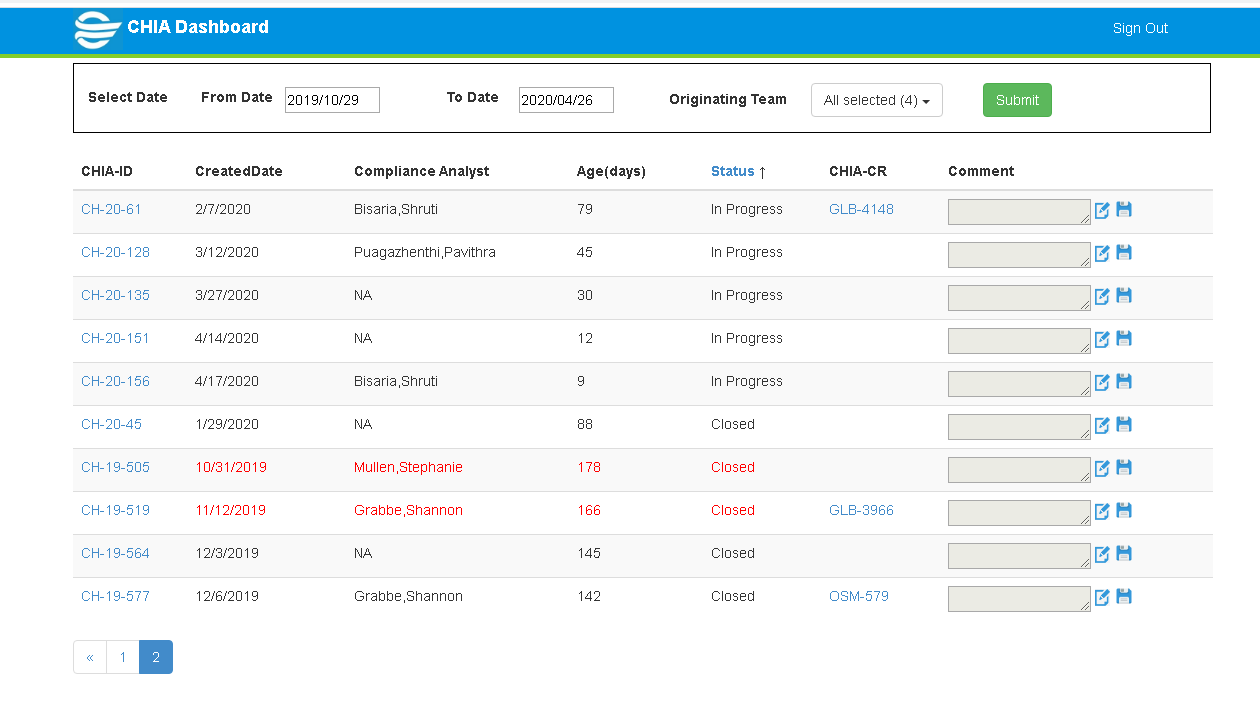 CHIA Dashboard Sign Out
Select Date From Date 2019/10/29 To Date 2020/04/26 Originating Team All selected (4) Submit
CHIA-ID CreatedDate Compliance Analyst Age(days) Status ↑ CHIA-CR Comment
CH-20-61 2/7/2020 Bisaria,Shruti 79 In Progress GLB-4148
CH-20-128 3/12/2020 Puagazhenthi,Pavithra 45 In Progress
CH-20-135 3/27/2020 NA 30 In Progress
CH-20-151 4/14/2020 NA 12 In Progress
CH-20-156 4/17/2020 Bisaria,Shruti 9 In Progress
CH-20-45 1/29/2020 NA 88 Closed
CH-19-505 10/31/2019 Mullen,Stephanie 178 Closed
CH-19-519 11/12/2019 Grabbe,Shannon 166 Closed GLB-3966
CH-19-564 12/3/2019 NA 145 Closed
CH-19-577 12/6/2019 Grabbe,Shannon 142 Closed OSM-579
« 1 2